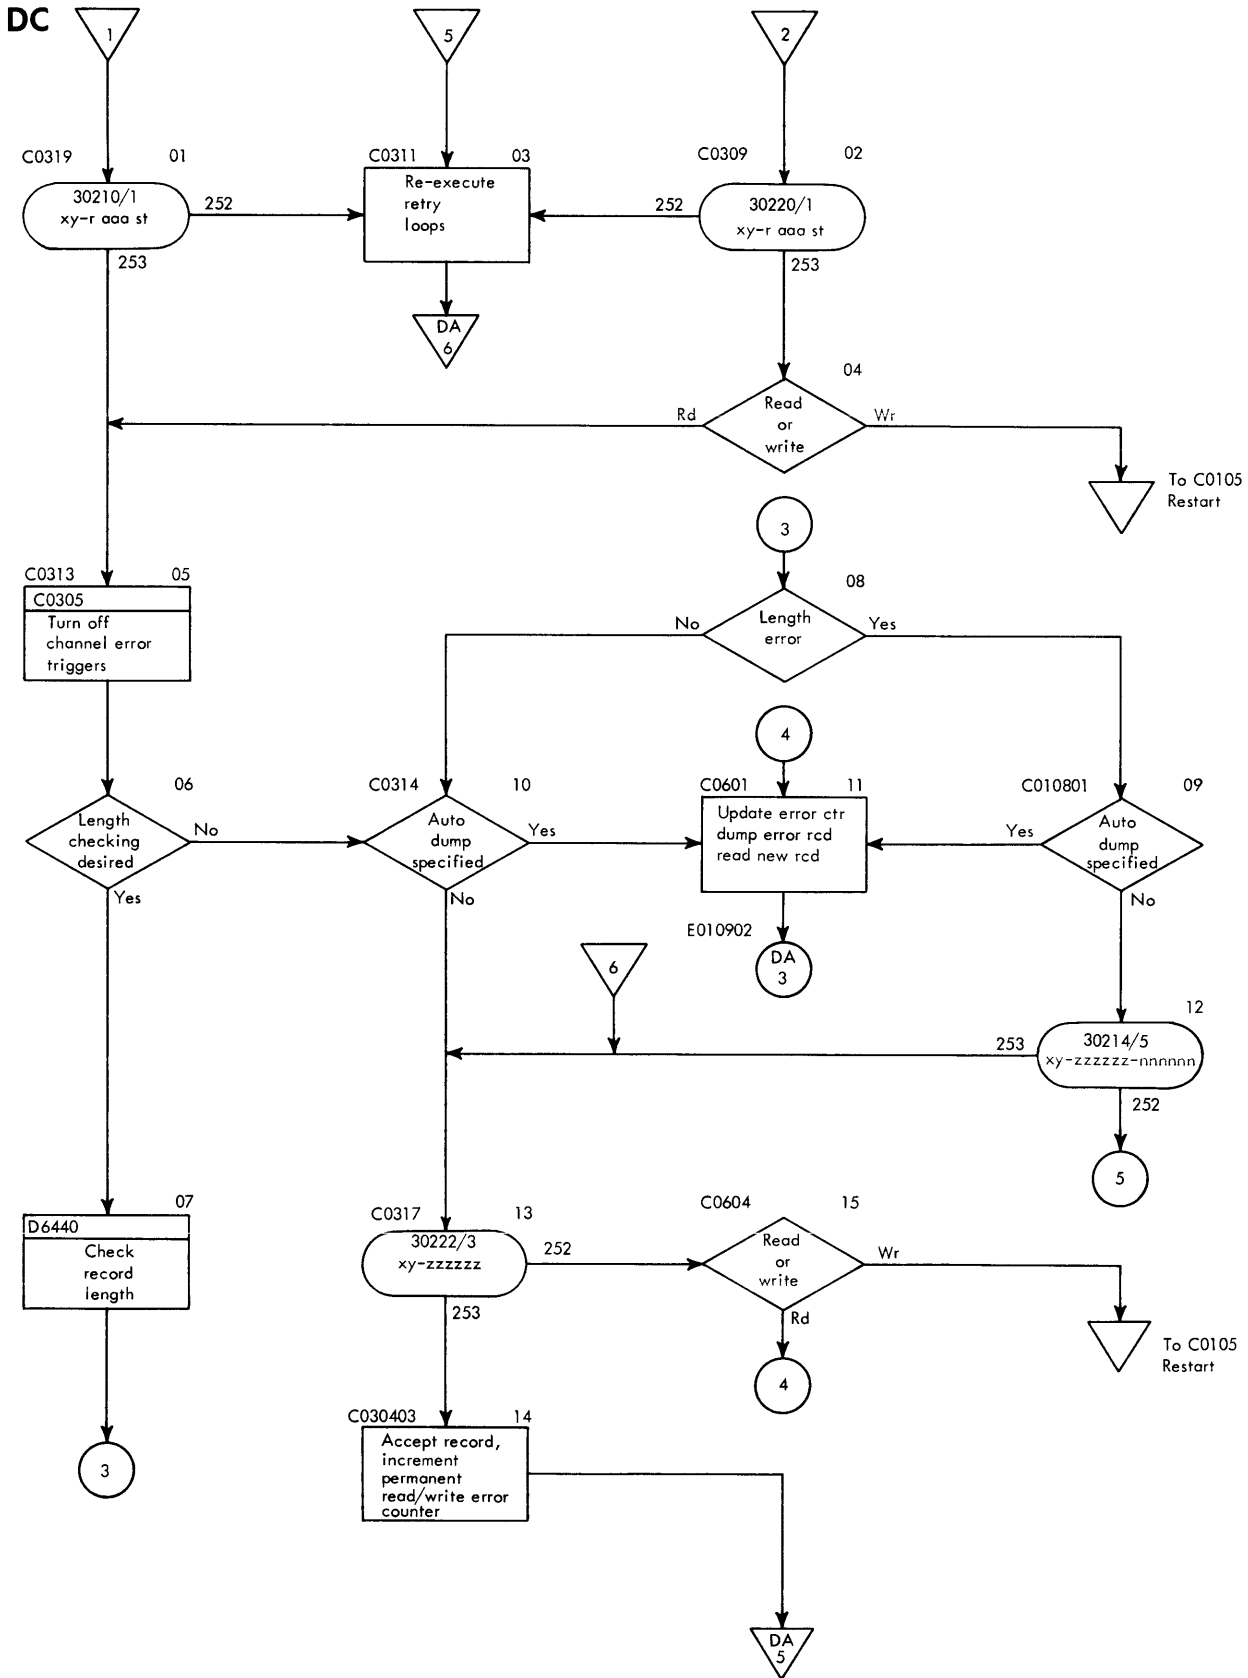 DC
1
5
2
C0319
01
30210/1
xy-r aaa st
252
253
C0311
03
Re-execute
retry
loops
DA
6
C0309
02
30220/1
xy-r aaa st
252
253
04
Read
or
write
Rd
Wr
To C0105
Restart
3
C0313
05
C0305
Turn off
channel error
triggers
08
Length
error
No
Yes
4
06
Length
checking
desired
No
Yes
C0314
10
Auto
dump
specified
Yes
No
C0601
11
Update error ctr
dump error rcd
read new rcd
C010801
09
Auto
dump
specified
Yes
No
E010902
DA
3
6
12
30214/5
xy-zzzzzz-nnnnnn
253
252
5
07
D6440
Check
record
length
3
C0317
13
30222/3
xy-zzzzzz
252
253
C0604
15
Read
or
write
Wr
Rd
To C0105
Restart
4
C030403
14
Accept record,
increment
permanent
read/write error
counter
DA
5